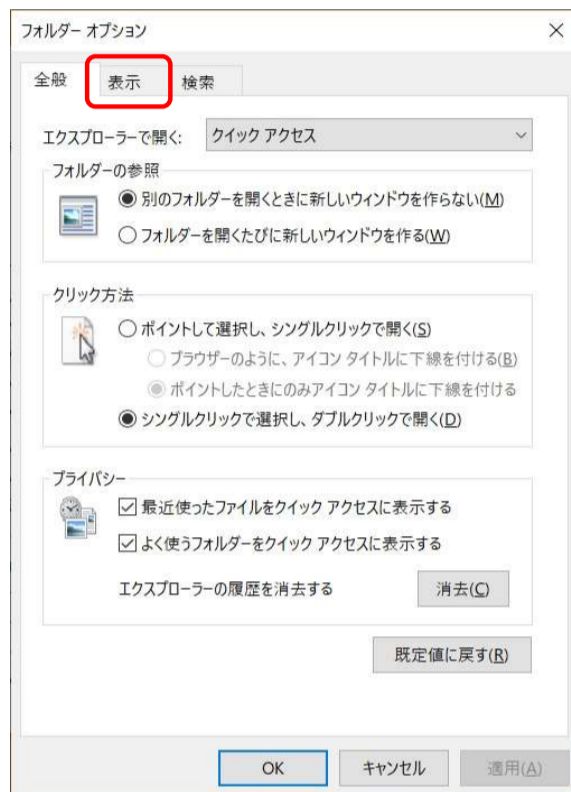 フォルダー オプション
全般 表示 検索
エクスプローラーで開く: クイック アクセス
フォルダーの参照
別のフォルダーを開くときに新しいウィンドウを作らない(M)
フォルダーを開くたびに新しいウィンドウを作る(W)
クリック方法
ポイントして選択し、シングルクリックで開く(S)
ブラウザーのように、アイコン タイトルに下線を付ける(B)
ポイントしたときにのみアイコン タイトルに下線を付ける
シングルクリックで選択し、ダブルクリックで開く(D)
プライバシー
最近使ったファイルをクイック アクセスに表示する
よく使うフォルダーをクイック アクセスに表示する
エクスプローラーの履歴を消去する 消去(C)
既定値に戻す(R)
OK キャンセル 適用(A)